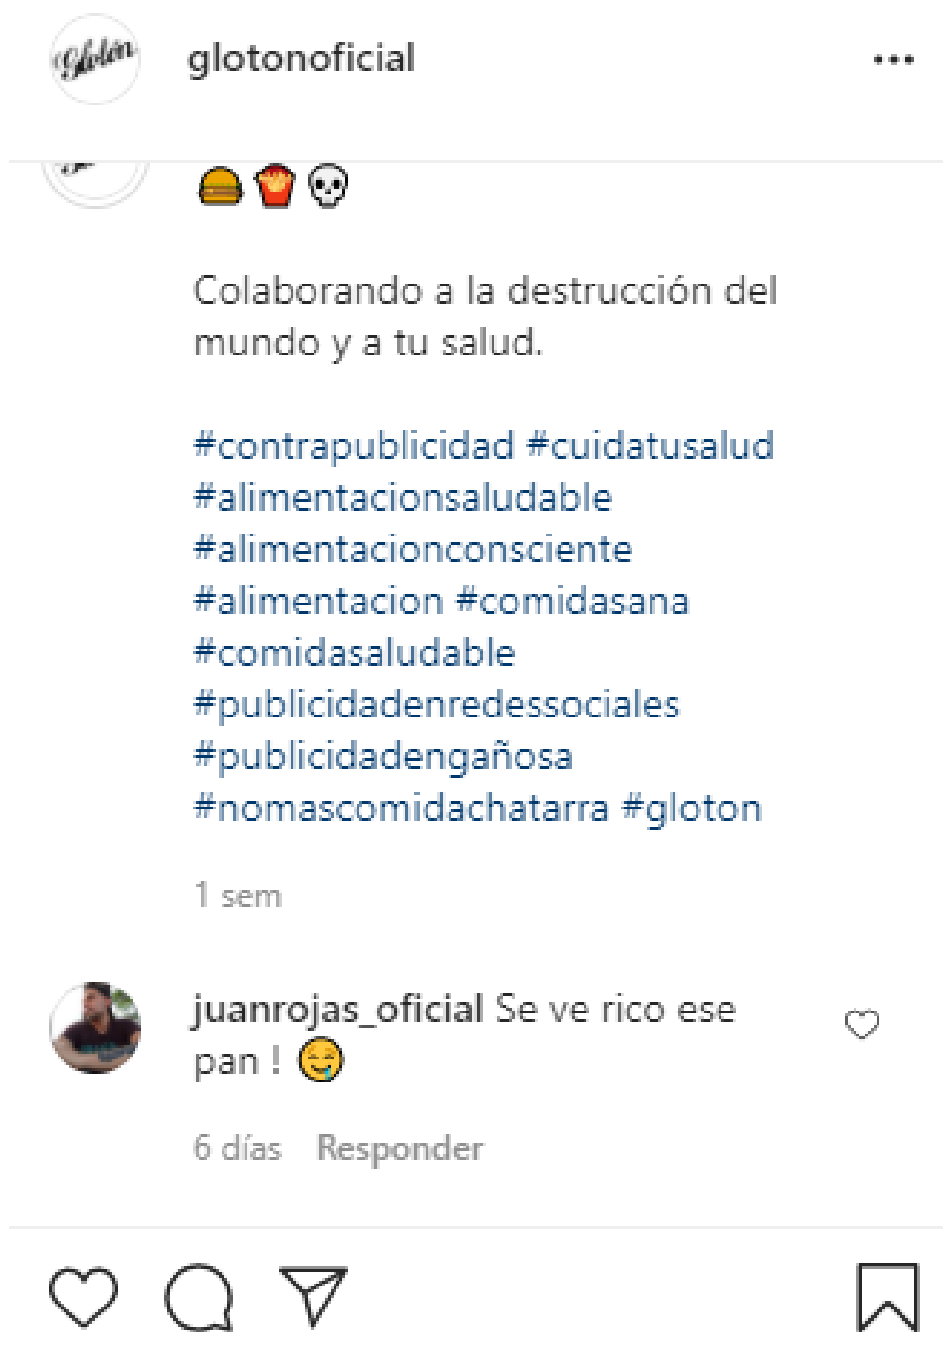 Glotón
glotonoficial
Colaborando a la destrucción del
mundo y a tu salud.
#contrapublicidad #cuidatusalud
#alimentacionsaludable
#alimentacionconsciente
#alimentacion #comidasana
#comidasaludable
#publicidadenredessociales
#publicidadengañosa
#nomascomidachatarra #gloton
1 sem
juanrojas_oficial Se ve rico ese
pan !
6 días Responder